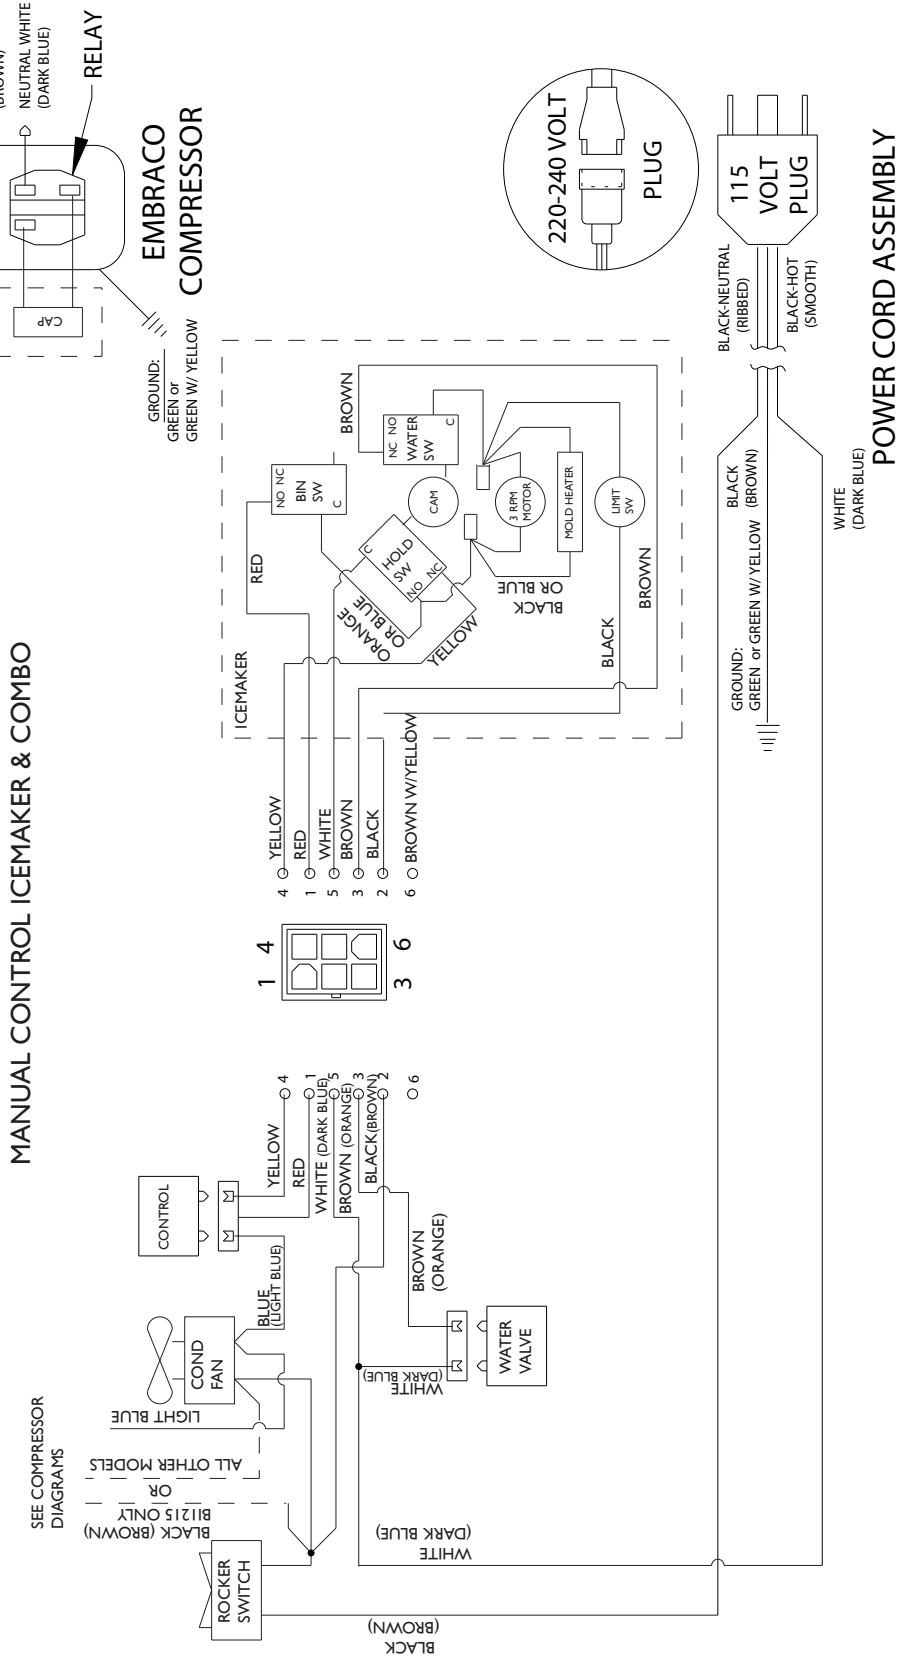 MANUAL CONTROL ICEMAKER & COMBO
NEUTRAL WHITE
(DARK BLUE)
RELAY
EMBRACO
COMPRESSOR
CAP
GROUND:
GREEN or
GREEN W/ YELLOW
SEE COMPRESSOR
DIAGRAMS
ROCKER
SWITCH
BLACK (BROWN)
BI1215 ONLY
OR
ALL OTHER MODELS
LIGHT BLUE
COND
FAN
CONTROL
BLUE
(LIGHT BLUE)
YELLOW
RED
WHITE (DARK BLUE)
BROWN (ORANGE)
BLACK (BROWN)
4
1
5
3
2
6
BROWN
(ORANGE)
WHITE
(DARK BLUE)
WATER
VALVE
WHITE
(DARK BLUE)
BLACK
(BROWN)
1 4
3 6
4
1
5
3
2
6
YELLOW
RED
WHITE
BROWN
BLACK
BROWN W/YELLOW
ICEMAKER
RED
NO NC
BIN
SW
C
BROWN
NC NO
WATER
SW
C
CAM
C
HOLD
SW
NO NC
ORANGE
OR BLUE
YELLOW
3 RPM
MOTOR
MOLD HEATER
LIMIT
SW
BLACK
OR BLUE
BLACK
BROWN
220-240 VOLT
PLUG
115
VOLT
PLUG
BLACK-NEUTRAL
(RIBBED)
BLACK-HOT
(SMOOTH)
BLACK
(BROWN)
GROUND:
GREEN or GREEN W/ YELLOW
WHITE
(DARK BLUE)
POWER CORD ASSEMBLY